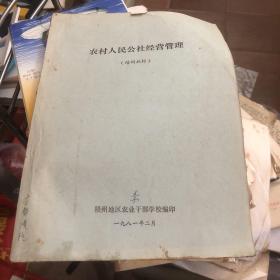 农村人民公社经营管理
（培训教材）
赣州地区农业干部学校编印
一九八一年二月